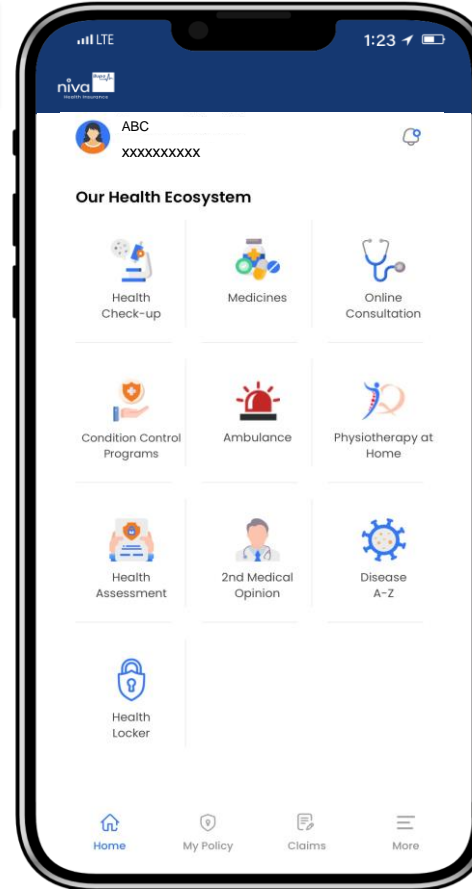 LTE
1:23
niva
Bupa
Health Insurance
ABC
xxxxxxxxxx
Our Health Ecosystem
Health
Check-up
Medicines
Online
Consultation
Condition Control
Programs
Ambulance
Physiotherapy at
Home
Health
Assessment
2nd Medical
Opinion
Disease
A-Z
Health
Locker
Home
My Policy
Claims
More